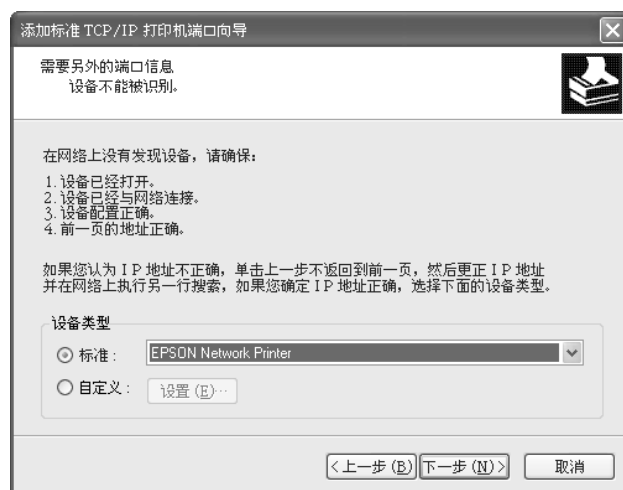 添加标准 TCP/IP 打印机端口向导
需要另外的端口信息
设备不能被识别。
在网络上没有发现设备，请确保：
1. 设备已经打开。
2. 设备已经与网络连接。
3. 设备配置正确。
4. 前一页的地址正确。
如果您认为 IP 地址不正确，单击上一步不返回到前一页，然后更正 IP 地址
并在网络上执行另一行搜索，如果您确定 IP 地址正确，选择下面的设备类型。
设备类型
标准： EPSON Network Printer
自定义： 设置 (E)…
<上一步 (B) 下一步 (N)> 取消